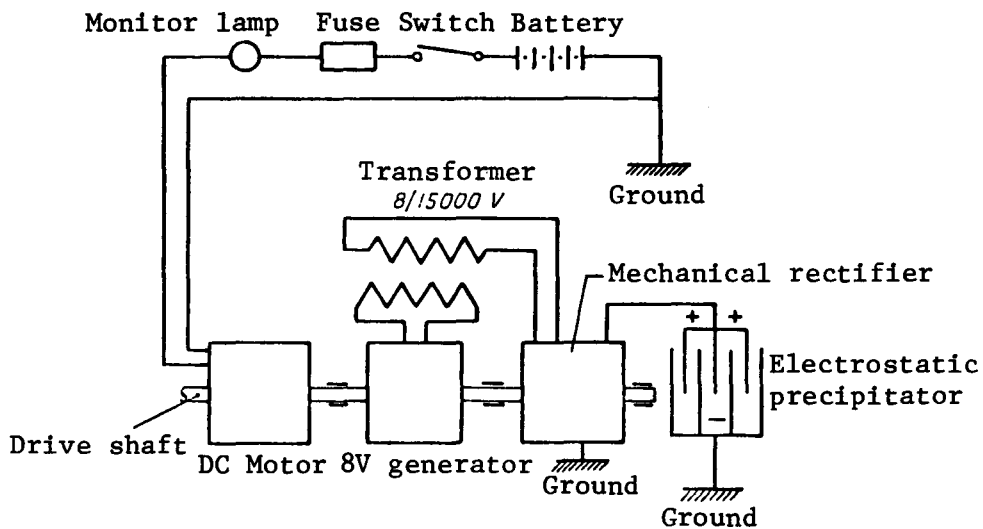 Monitor lamp Fuse Switch Battery
Transformer
8/15000 V
Ground
Mechanical rectifier
+ +
Electrostatic
precipitator
−
Drive shaft
DC Motor 8V generator
Ground
Ground